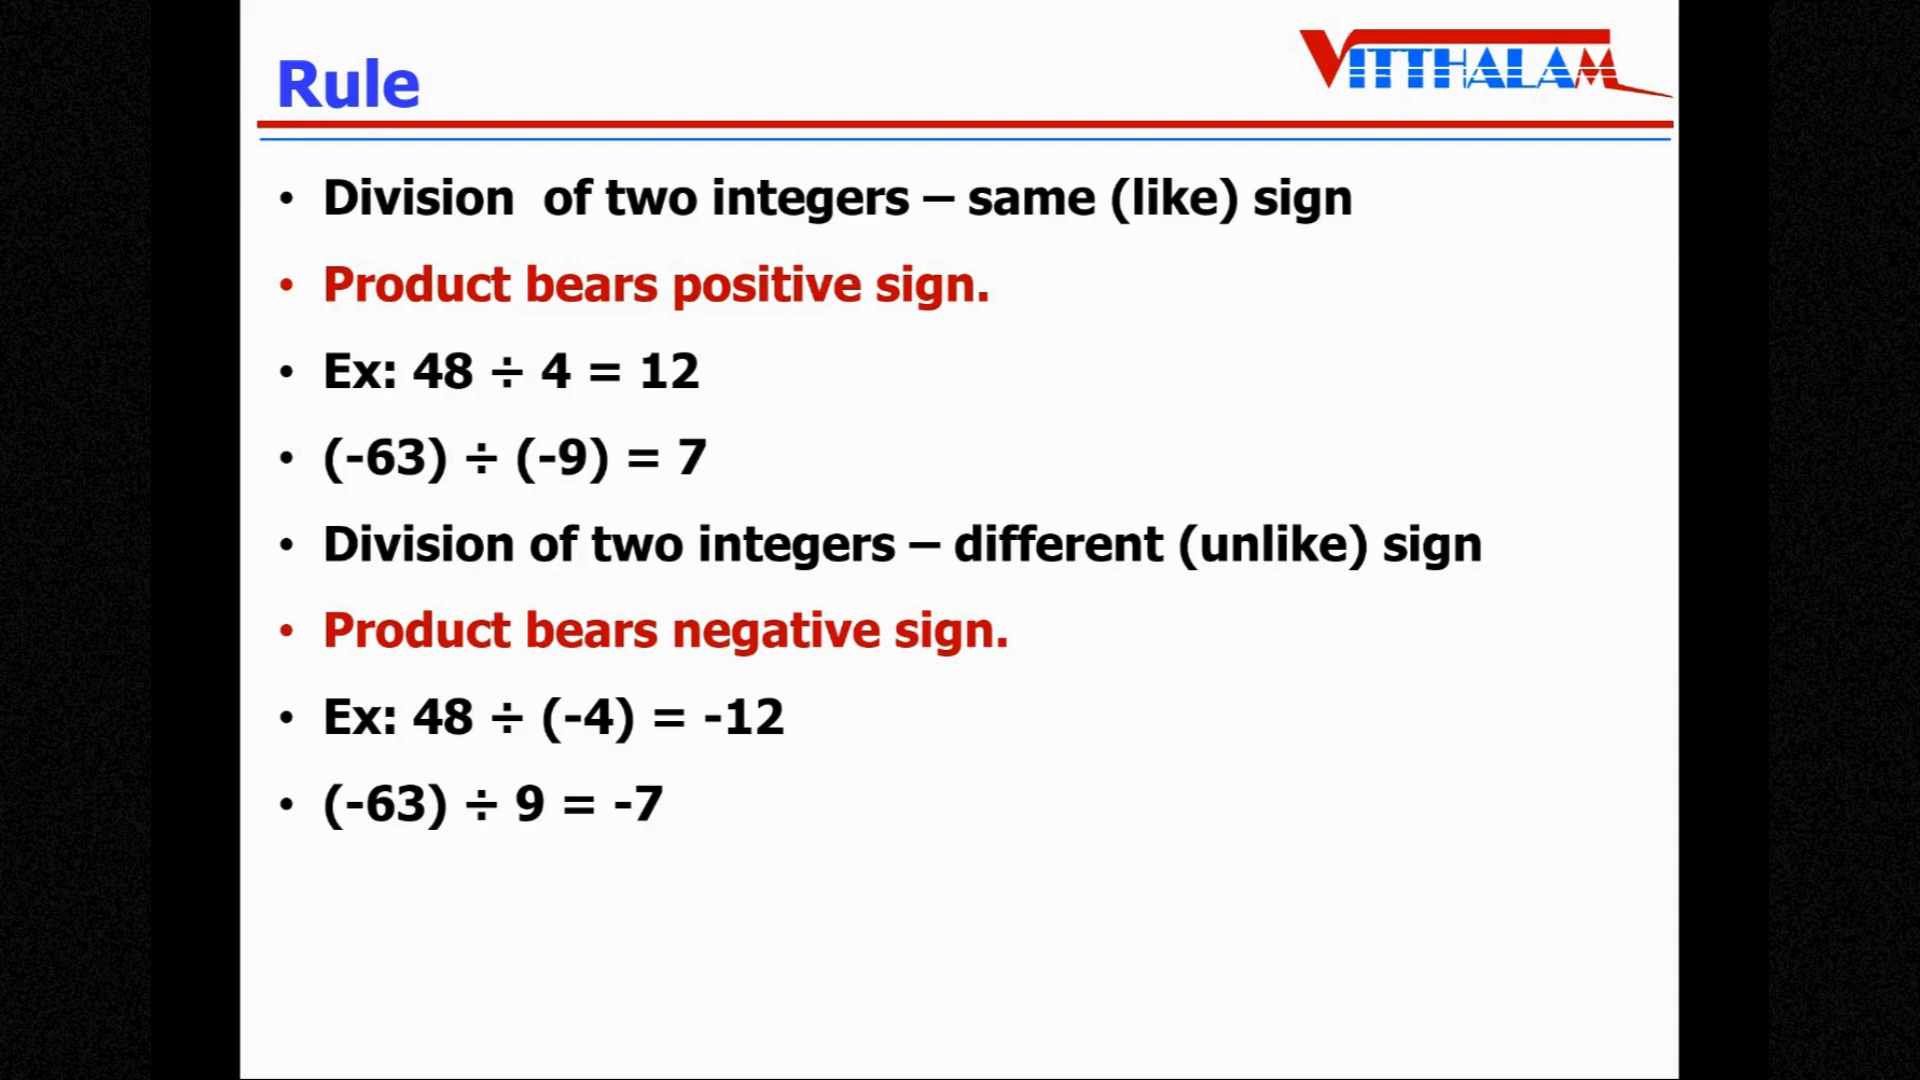 VITTHALAM
Rule
• Division of two integers – same (like) sign
• Product bears positive sign.
• Ex: 48 ÷ 4 = 12
• (-63) ÷ (-9) = 7
• Division of two integers – different (unlike) sign
• Product bears negative sign.
• Ex: 48 ÷ (-4) = -12
• (-63) ÷ 9 = -7